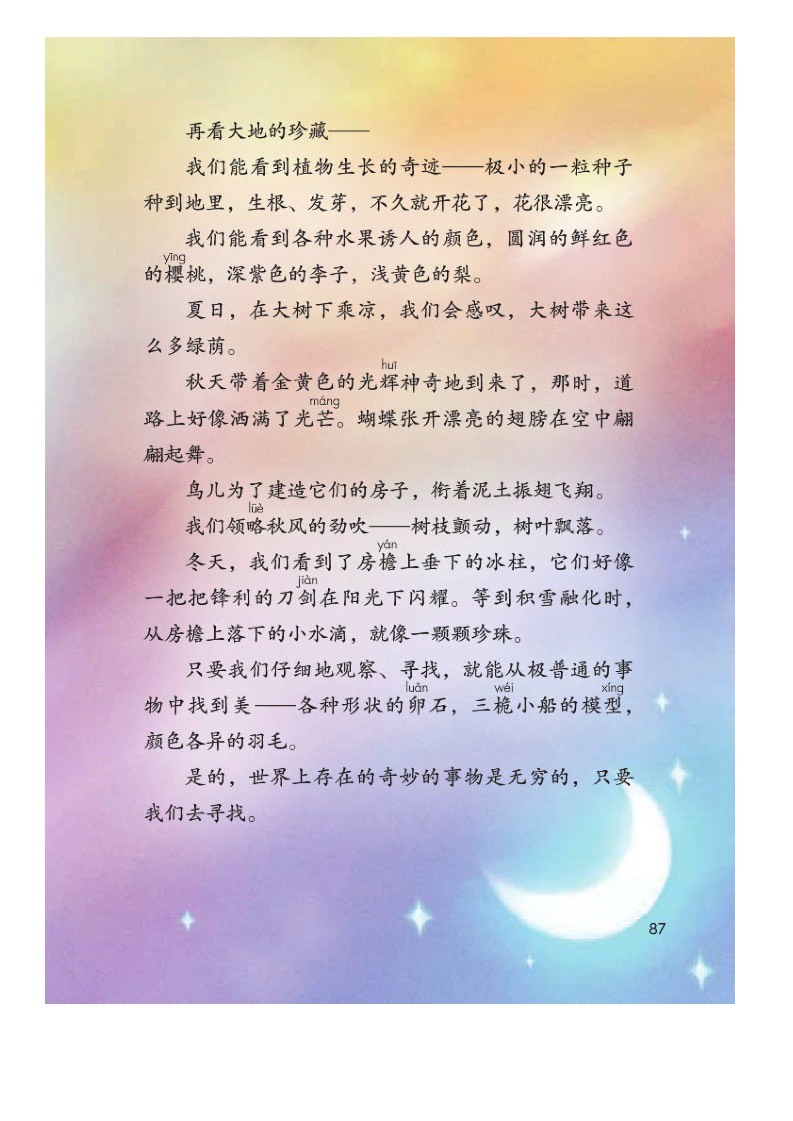 再看大地的珍藏——
我们能看到植物生长的奇迹——极小的一粒种子
种到地里，生根、发芽，不久就开花了，花很漂亮。
我们能看到各种水果诱人的颜色，圆润的鲜红色
yīng
的樱桃，深紫色的李子，浅黄色的梨。
夏日，在大树下乘凉，我们会感叹，大树带来这
么多绿荫。
huī
秋天带着金黄色的光辉神奇地到来了，那时，道
máng
路上好像洒满了光芒。蝴蝶张开漂亮的翅膀在空中翩
翩起舞。
鸟儿为了建造它们的房子，衔着泥土振翅飞翔。
lüè
我们领略秋风的劲吹——树枝颤动，树叶飘落。
yán
冬天，我们看到了房檐上垂下的冰柱，它们好像
jiàn
一把把锋利的刀剑在阳光下闪耀。等到积雪融化时，
从房檐上落下的小水滴，就像一颗颗珍珠。
只要我们仔细地观察、寻找，就能从极普通的事
luǎn wéi xíng
物中找到美——各种形状的卵石，三桅小船的模型，
颜色各异的羽毛。
是的，世界上存在的奇妙的事物是无穷的，只要
我们去寻找。
87